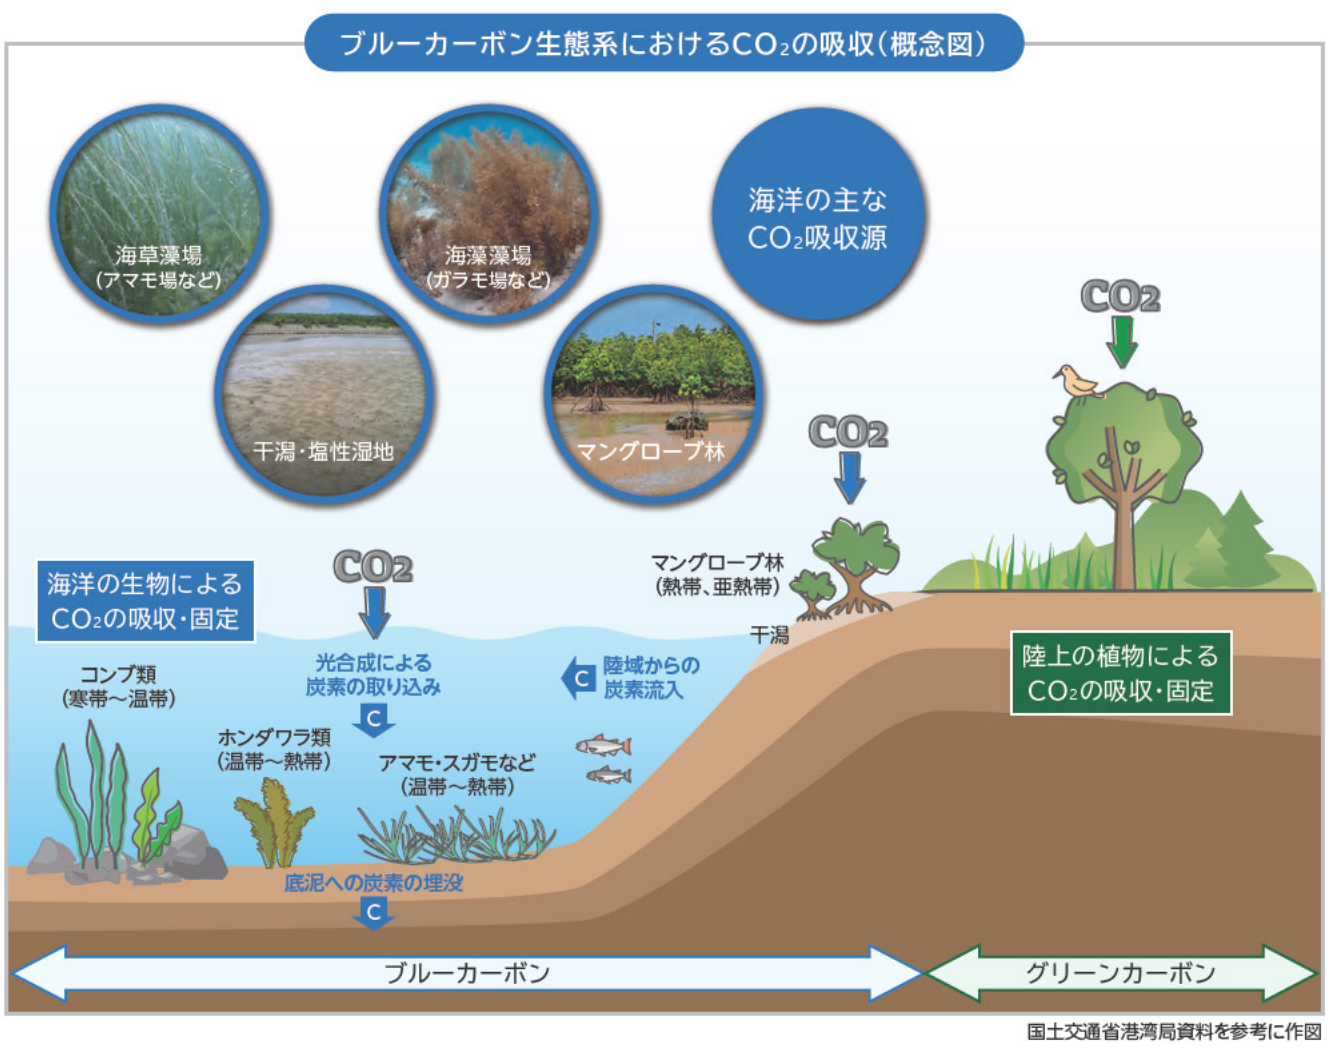 ブルーカーボン生態系におけるCO₂の吸収(概念図)
海草藻場
(アマモ場など)
海藻藻場
(ガラモ場など)
海洋の主な
CO₂吸収源
干潟・塩性湿地
マングローブ林
CO2
CO2
CO2
海洋の生物による
CO₂の吸収・固定
マングローブ林
(熱帯、亜熱帯)
干潟
陸上の植物による
CO₂の吸収・固定
光合成による
炭素の取り込み
C
陸域からの
炭素流入
C
コンブ類
(寒帯〜温帯)
ホンダワラ類
(温帯〜熱帯)
アマモ・スガモなど
(温帯〜熱帯)
底泥への炭素の埋没
C
ブルーカーボン
グリーンカーボン
国土交通省港湾局資料を参考に作図